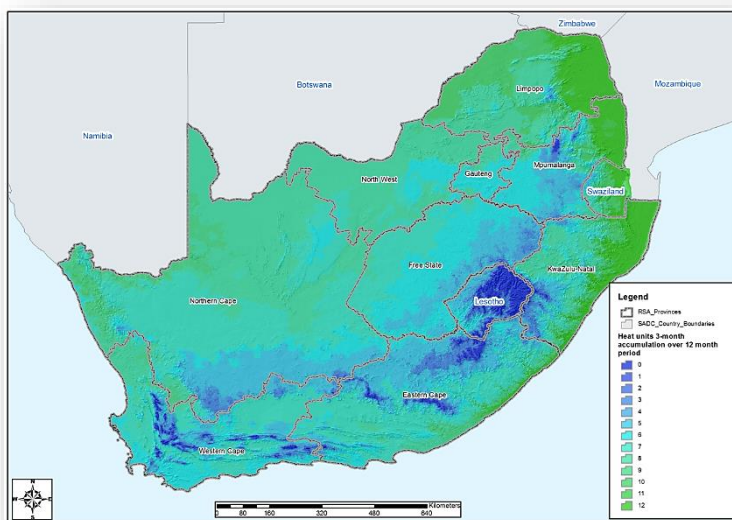 Zimbabwe
Botswana
Mozambique
Limpopo
Namibia
Mpumalanga
North West
Gauteng
Swaziland
Free State
KwaZulu-Natal
Northern Cape
Lesotho
Eastern Cape
Western Cape
Legend
RSA_Provinces
SADC_Country_Boundaries
Heat units 3-month
accumulation over 12 month
period
0
1
2
3
4
5
6
7
8
9
10
11
12
N
W E
S
Kilometers
0 80 160 320 480 640